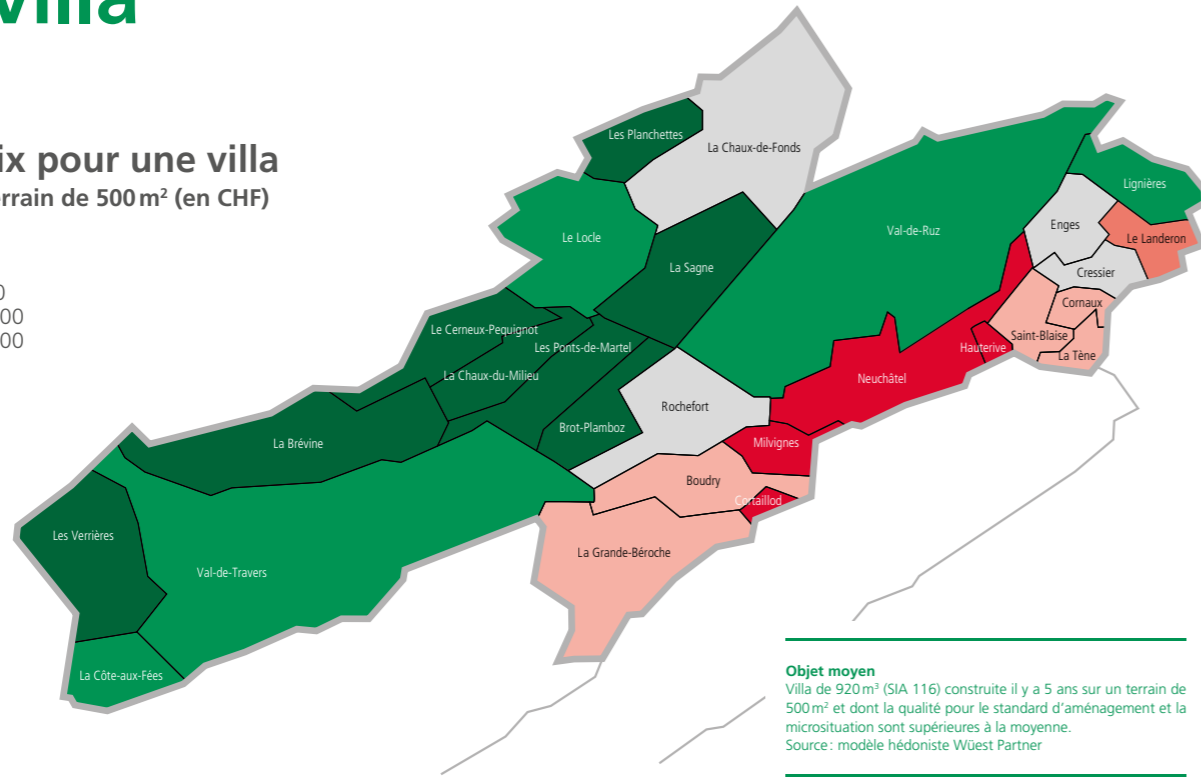 villa
ix pour une villa
errain de 500 m² (en CHF)
0
00
00
Les Planchettes
La Chaux-de-Fonds
Lignières
Le Locle
Val-de-Ruz
Enges
Le Landeron
La Sagne
Cressier
Cornaux
Le Cerneux-Pequignot
Saint-Blaise
Les Ponts-de-Martel
Hauterive
La Tène
La Chaux-du-Milieu
Neuchâtel
Rochefort
Brot-Plamboz
La Brévine
Milvignes
Boudry
Cortaillod
Les Verrières
La Grande-Béroche
Val-de-Travers
La Côte-aux-Fées
Objet moyen
Villa de 920 m³ (SIA 116) construite il y a 5 ans sur un terrain de
500 m² et dont la qualité pour le standard d'aménagement et la
microsituation sont supérieures à la moyenne.
Source : modèle hédoniste Wüest Partner